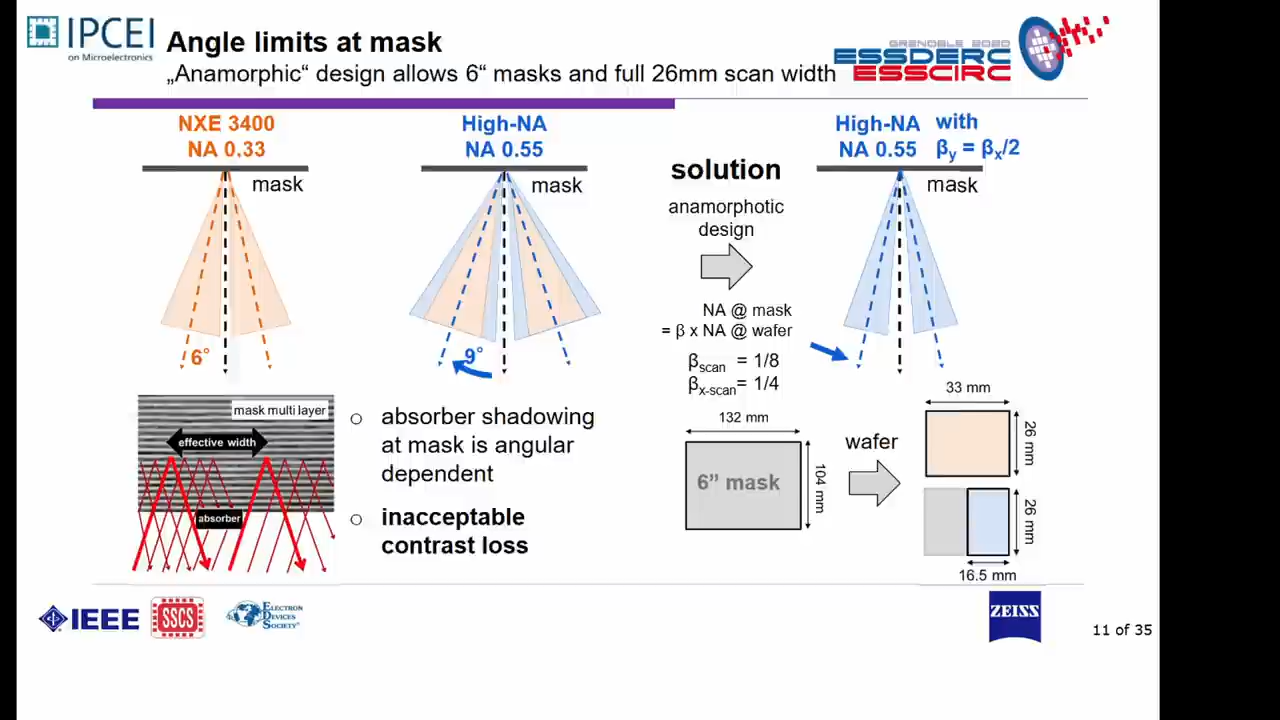 IPCEI
on Microelectronics
Angle limits at mask
„Anamorphic“ design allows 6“ masks and full 26mm scan width
GRENOBLE 2020
ESSDERC
ESSCIRC
NXE 3400
NA 0.33
mask
6°
High-NA
NA 0.55
mask
9°
solution
anamorphotic
design
NA @ mask
= β x NA @ wafer
βscan = 1/8
βx-scan= 1/4
High-NA with
NA 0.55 βy = βx/2
mask
mask multi layer
effective width
absorber
○ absorber shadowing
at mask is angular
dependent
○ inacceptable
contrast loss
132 mm
6” mask
104 mm
wafer
33 mm
26 mm
26 mm
16.5 mm
IEEE
SSCS
ELECTRON
DEVICES
SOCIETY®
ZEISS
11 of 35